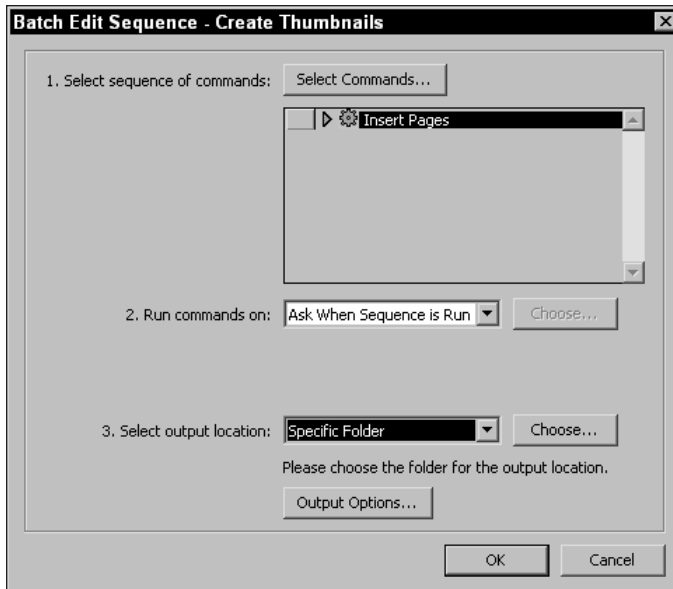 Batch Edit Sequence - Create Thumbnails
1. Select sequence of commands: Select Commands...
Insert Pages
2. Run commands on: Ask When Sequence is Run Choose...
3. Select output location: Specific Folder Choose...
Please choose the folder for the output location.
Output Options...
OK Cancel